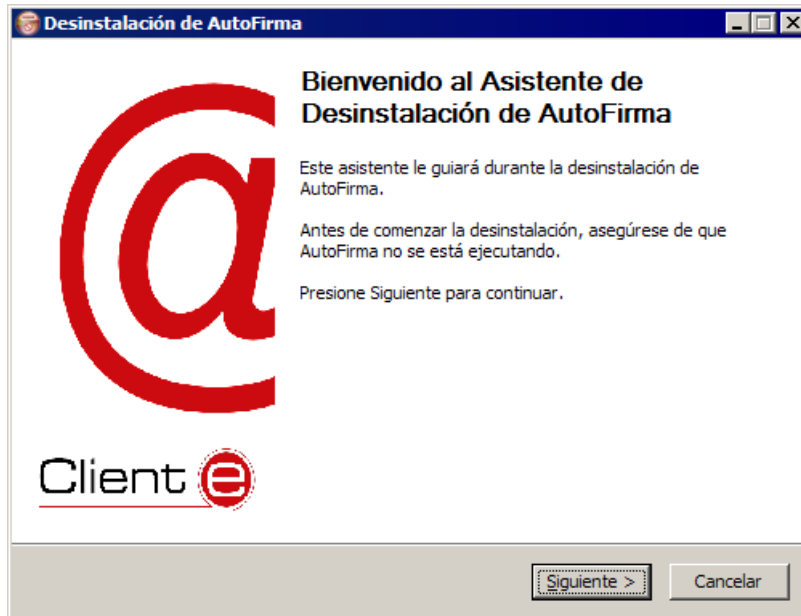 Desinstalación de AutoFirma
Bienvenido al Asistente de
Desinstalación de AutoFirma
Este asistente le guiará durante la desinstalación de
AutoFirma.
Antes de comenzar la desinstalación, asegúrese de que
AutoFirma no se está ejecutando.
Presione Siguiente para continuar.
@
Client e
Siguiente >
Cancelar